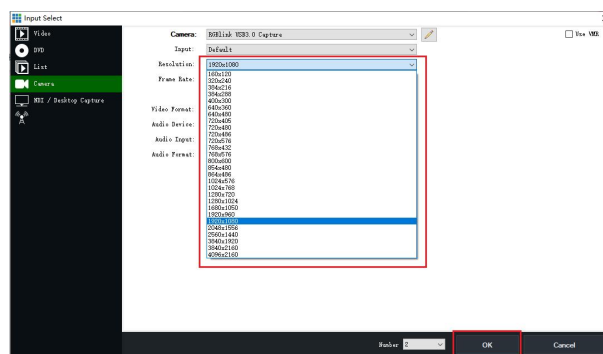 Input Select
Video
DVD
List
Camera
NDI / Desktop Capture
Camera: RGBlink USB3.0 Capture
Use VMR
Input: Default
Resolution: 1920x1080
Frame Rate:
Video Format:
Audio Device:
Audio Input:
Audio Format:
160x120
320x240
384x216
384x288
400x300
640x360
640x480
720x405
720x480
720x486
720x576
768x432
768x576
800x600
854x480
864x486
1024x576
1024x768
1280x720
1280x1024
1680x1050
1920x960
1920x1080
2048x1556
2560x1440
3840x1920
3840x2160
4096x2160
Number 2
OK
Cancel